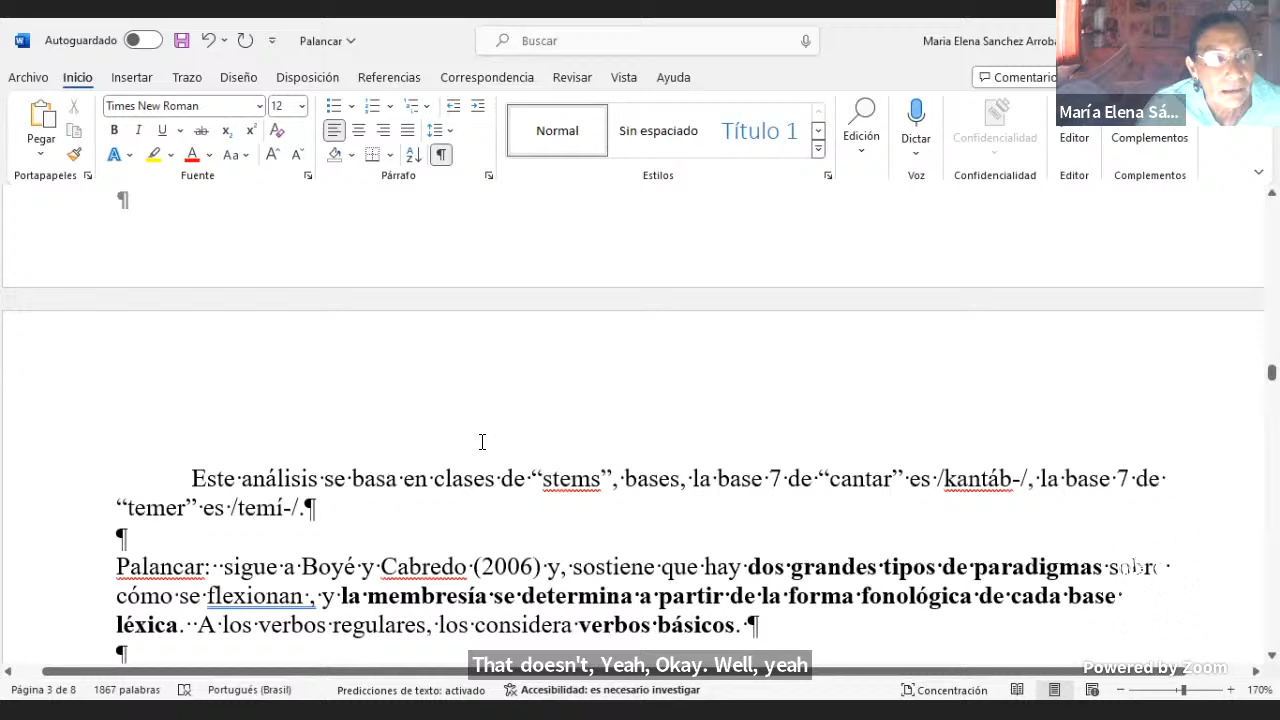 Autoguardado
Palancar
Buscar
Maria Elena Sanchez Arroba
Archivo Inicio Insertar Trazo Diseño Disposición Referencias Correspondencia Revisar Vista Ayuda
Comentario
María Elena Sá...
Times New Roman 12
Normal Sin espaciado Título 1
Pegar
Edición Dictar Confidencialidad Editor Complementos
Portapapeles Fuente Párrafo Estilos Voz Confidencialidad Editor Complementos
¶
Este·análisis·se·basa·en·clases·de·“stems”,·bases,·la·base·7·de·“cantar”·es·/kantáb-/,·la·base·7·de·
“temer”·es·/temí-/.¶
¶
Palancar:··sigue·a·Boyé·y·Cabredo·(2006)·y,·sostiene·que·hay·dos·grandes·tipos·de·paradigmas·sobre·
cómo·se·flexionan·,·y·la·membresía·se·determina·a·partir·de·la·forma·fonológica·de·cada·base·
léxica.··A·los·verbos·regulares,·los·considera·verbos·básicos.·¶
¶
That doesn't, Yeah, Okay. Well, yeah
Powered by Zoom
Página 3 de 8 1867 palabras Portugués (Brasil) Predicciones de texto: activado Accesibilidad: es necesario investigar Concentración 170%